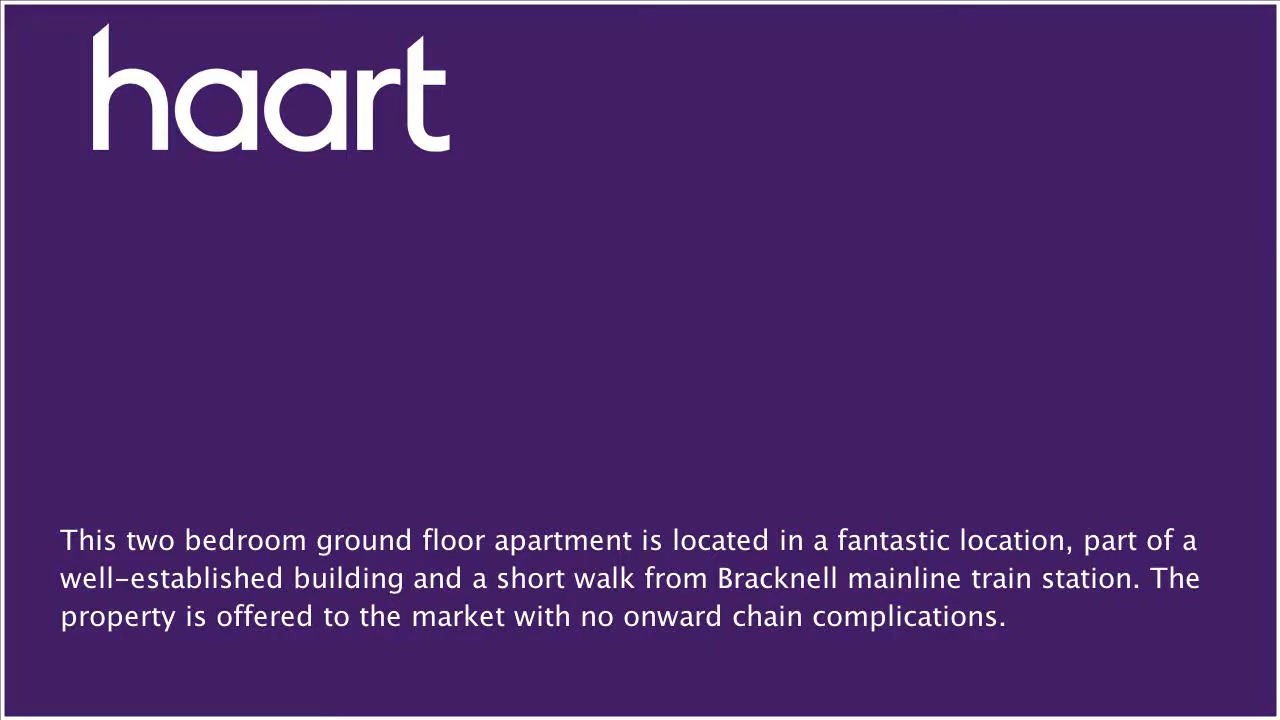 haart
This two bedroom ground floor apartment is located in a fantastic location, part of a
well-established building and a short walk from Bracknell mainline train station. The
property is offered to the market with no onward chain complications.